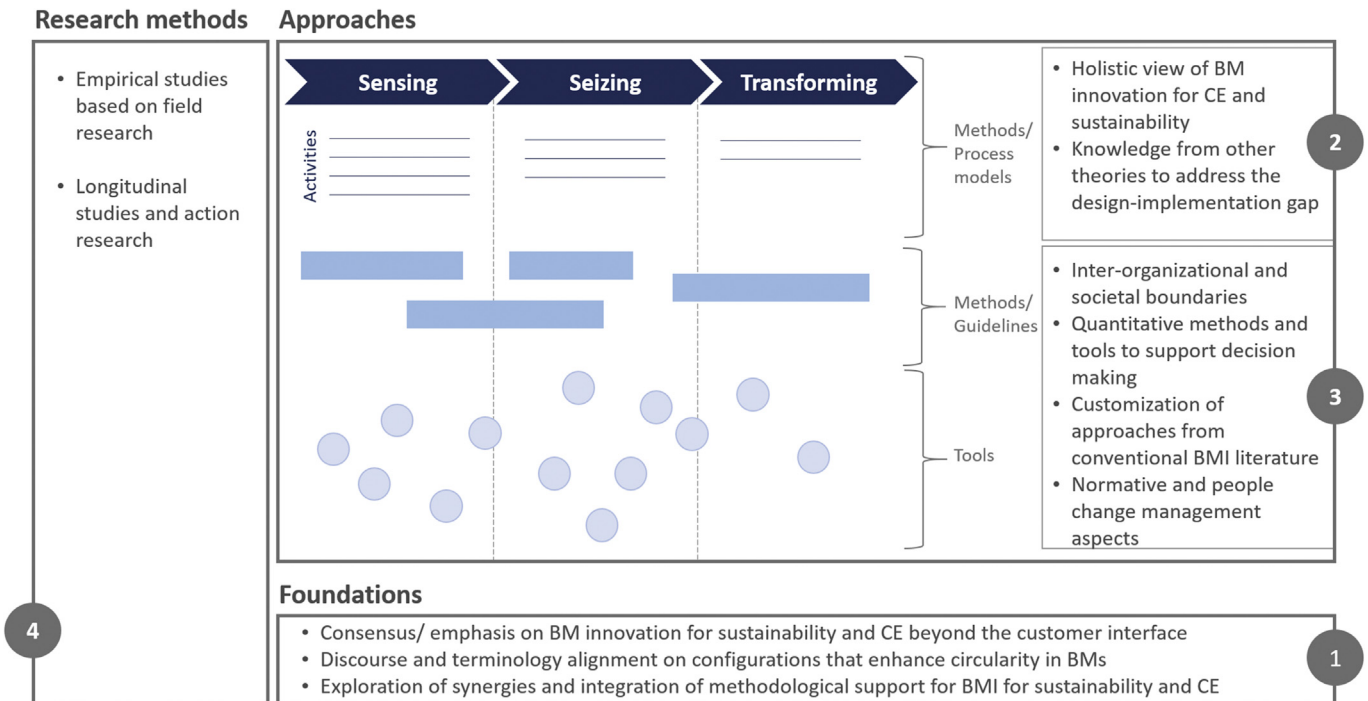 Research methods
Approaches
• Empirical studies
based on field
research
• Longitudinal
studies and action
research
Sensing
Seizing
Transforming
Activities
Methods/
Process
models
Methods/
Guidelines
Tools
• Holistic view of BM
innovation for CE and
sustainability
• Knowledge from other
theories to address the
design-implementation gap
2
• Inter-organizational and
societal boundaries
• Quantitative methods and
tools to support decision
making
• Customization of
approaches from
conventional BMI literature
• Normative and people
change management
aspects
3
Foundations
4
• Consensus/ emphasis on BM innovation for sustainability and CE beyond the customer interface
• Discourse and terminology alignment on configurations that enhance circularity in BMs
• Exploration of synergies and integration of methodological support for BMI for sustainability and CE
1